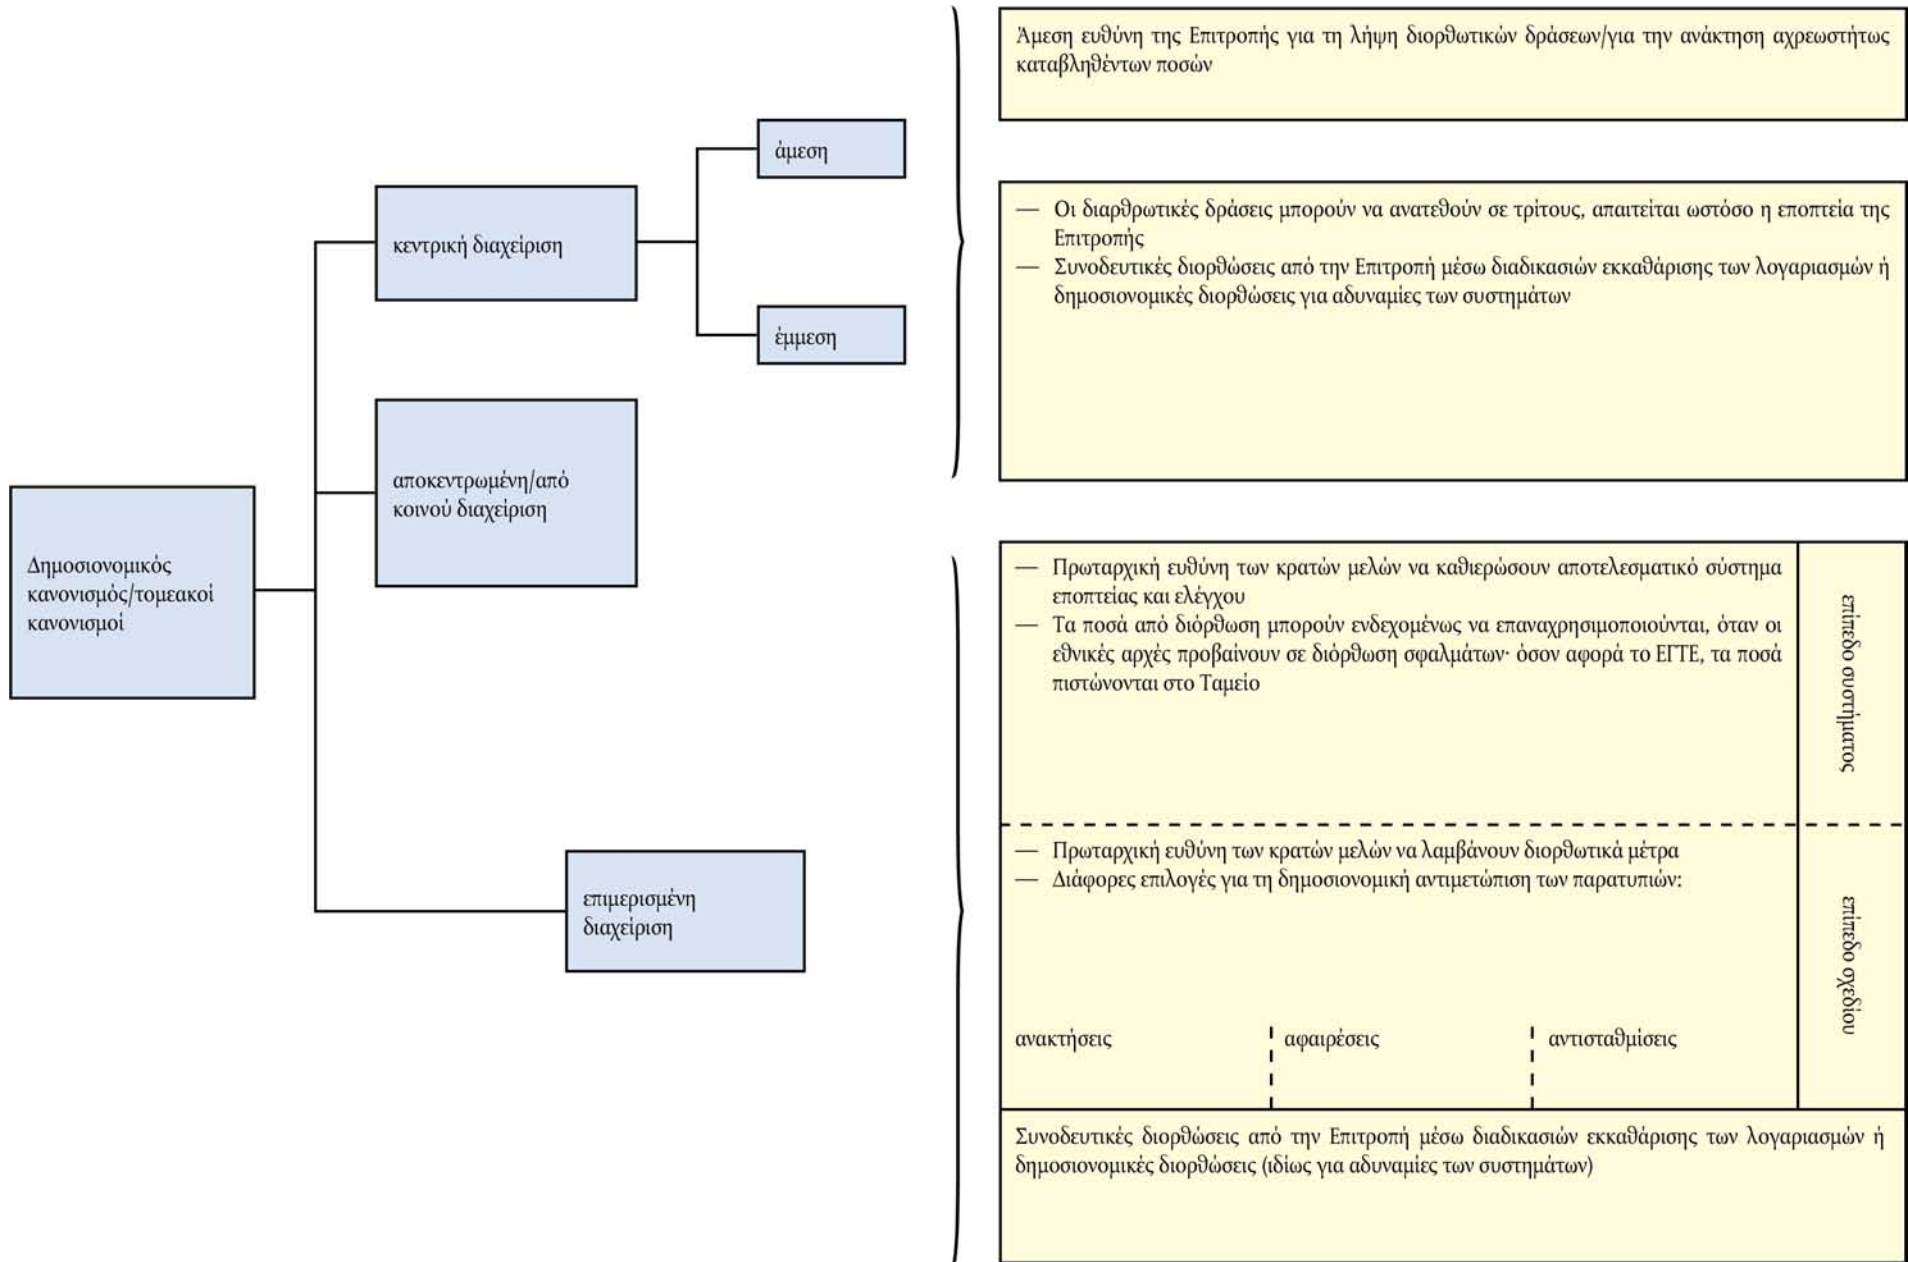 Δημοσιονομικός
κανονισμός/τομεακοί
κανονισμοί
κεντρική διαχείριση
άμεση
έμμεση
αποκεντρωμένη/από
κοινού διαχείριση
επιμερισμένη
διαχείριση
Άμεση ευθύνη της Επιτροπής για τη λήψη διορθωτικών δράσεων/για την ανάκτηση αχρεωστήτως
καταβληθέντων ποσών
— Οι διαρθρωτικές δράσεις μπορούν να ανατεθούν σε τρίτους, απαιτείται ωστόσο η εποπτεία της
Επιτροπής
— Συνοδευτικές διορθώσεις από την Επιτροπή μέσω διαδικασιών εκκαθάρισης των λογαριασμών ή
δημοσιονομικές διορθώσεις για αδυναμίες των συστημάτων
— Πρωταρχική ευθύνη των κρατών μελών να καθιερώσουν αποτελεσματικό σύστημα
εποπτείας και ελέγχου
— Τα ποσά από διόρθωση μπορούν ενδεχομένως να επαναχρησιμοποιούνται, όταν οι
εθνικές αρχές προβαίνουν σε διόρθωση σφαλμάτων· όσον αφορά το ΕΓΤΕ, τα ποσά
πιστώνονται στο Ταμείο
επίπεδο συστήματος
— Πρωταρχική ευθύνη των κρατών μελών να λαμβάνουν διορθωτικά μέτρα
— Διάφορες επιλογές για τη δημοσιονομική αντιμετώπιση των παρατυπιών:
ανακτήσεις
αφαιρέσεις
αντισταθμίσεις
επίπεδο σχεδίου
Συνοδευτικές διορθώσεις από την Επιτροπή μέσω διαδικασιών εκκαθάρισης των λογαριασμών ή
δημοσιονομικές διορθώσεις (ιδίως για αδυναμίες των συστημάτων)